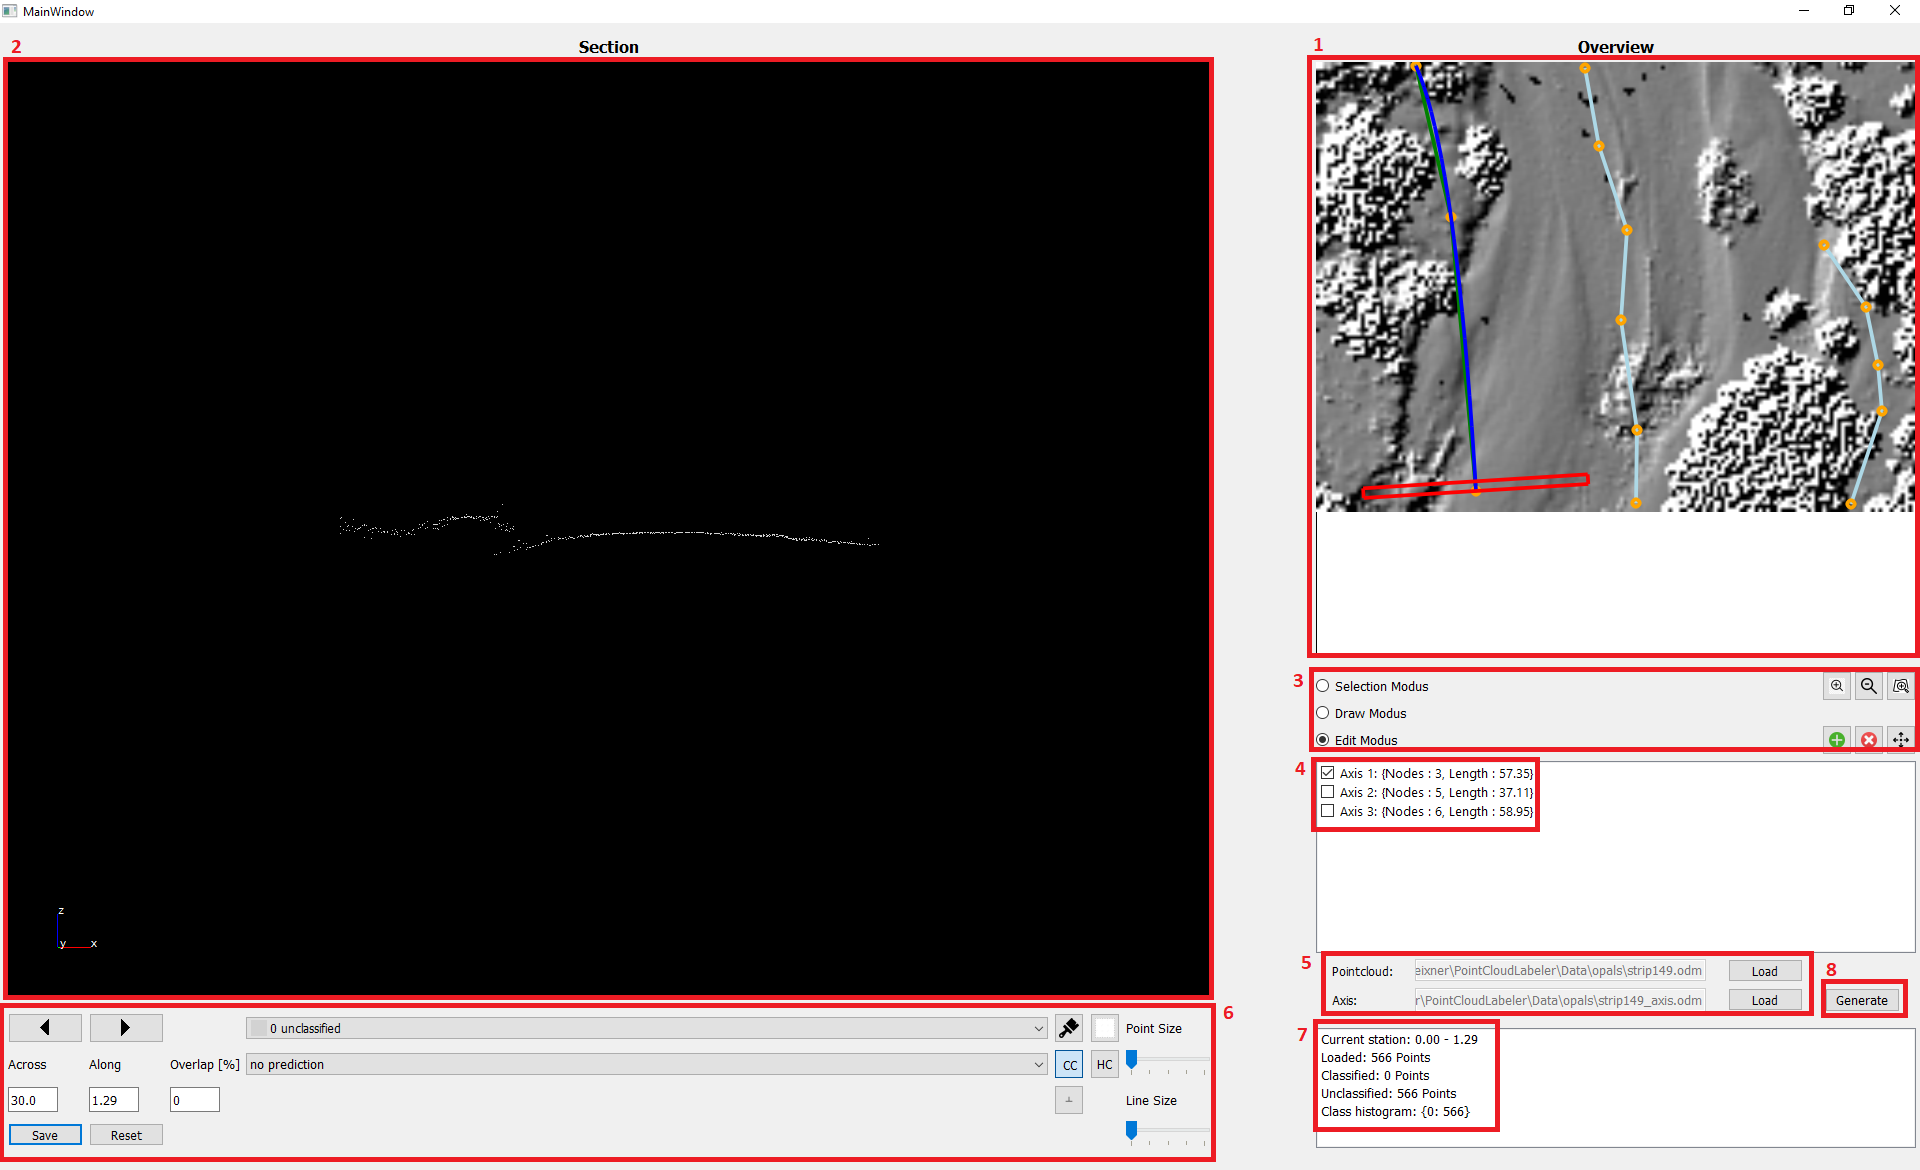 MainWindow
2
Section
1
Overview
z
y
x
3
Selection Modus
Draw Modus
Edit Modus
4
Axis 1: {Nodes : 3, Length : 57.35}
Axis 2: {Nodes : 5, Length : 37.11}
Axis 3: {Nodes : 6, Length : 58.95}
5
Pointcloud:
eixner\PointCloudLabeler\Data\opals\strip149.odm
Load
Axis:
r\PointCloudLabeler\Data\opals\strip149_axis.odm
Load
8
Generate
6
0 unclassified
Point Size
Across
Along
Overlap [%]
no prediction
CC
HC
30.0
1.29
0
Line Size
Save
Reset
7
Current station: 0.00 - 1.29
Loaded: 566 Points
Classified: 0 Points
Unclassified: 566 Points
Class histogram: {0: 566}